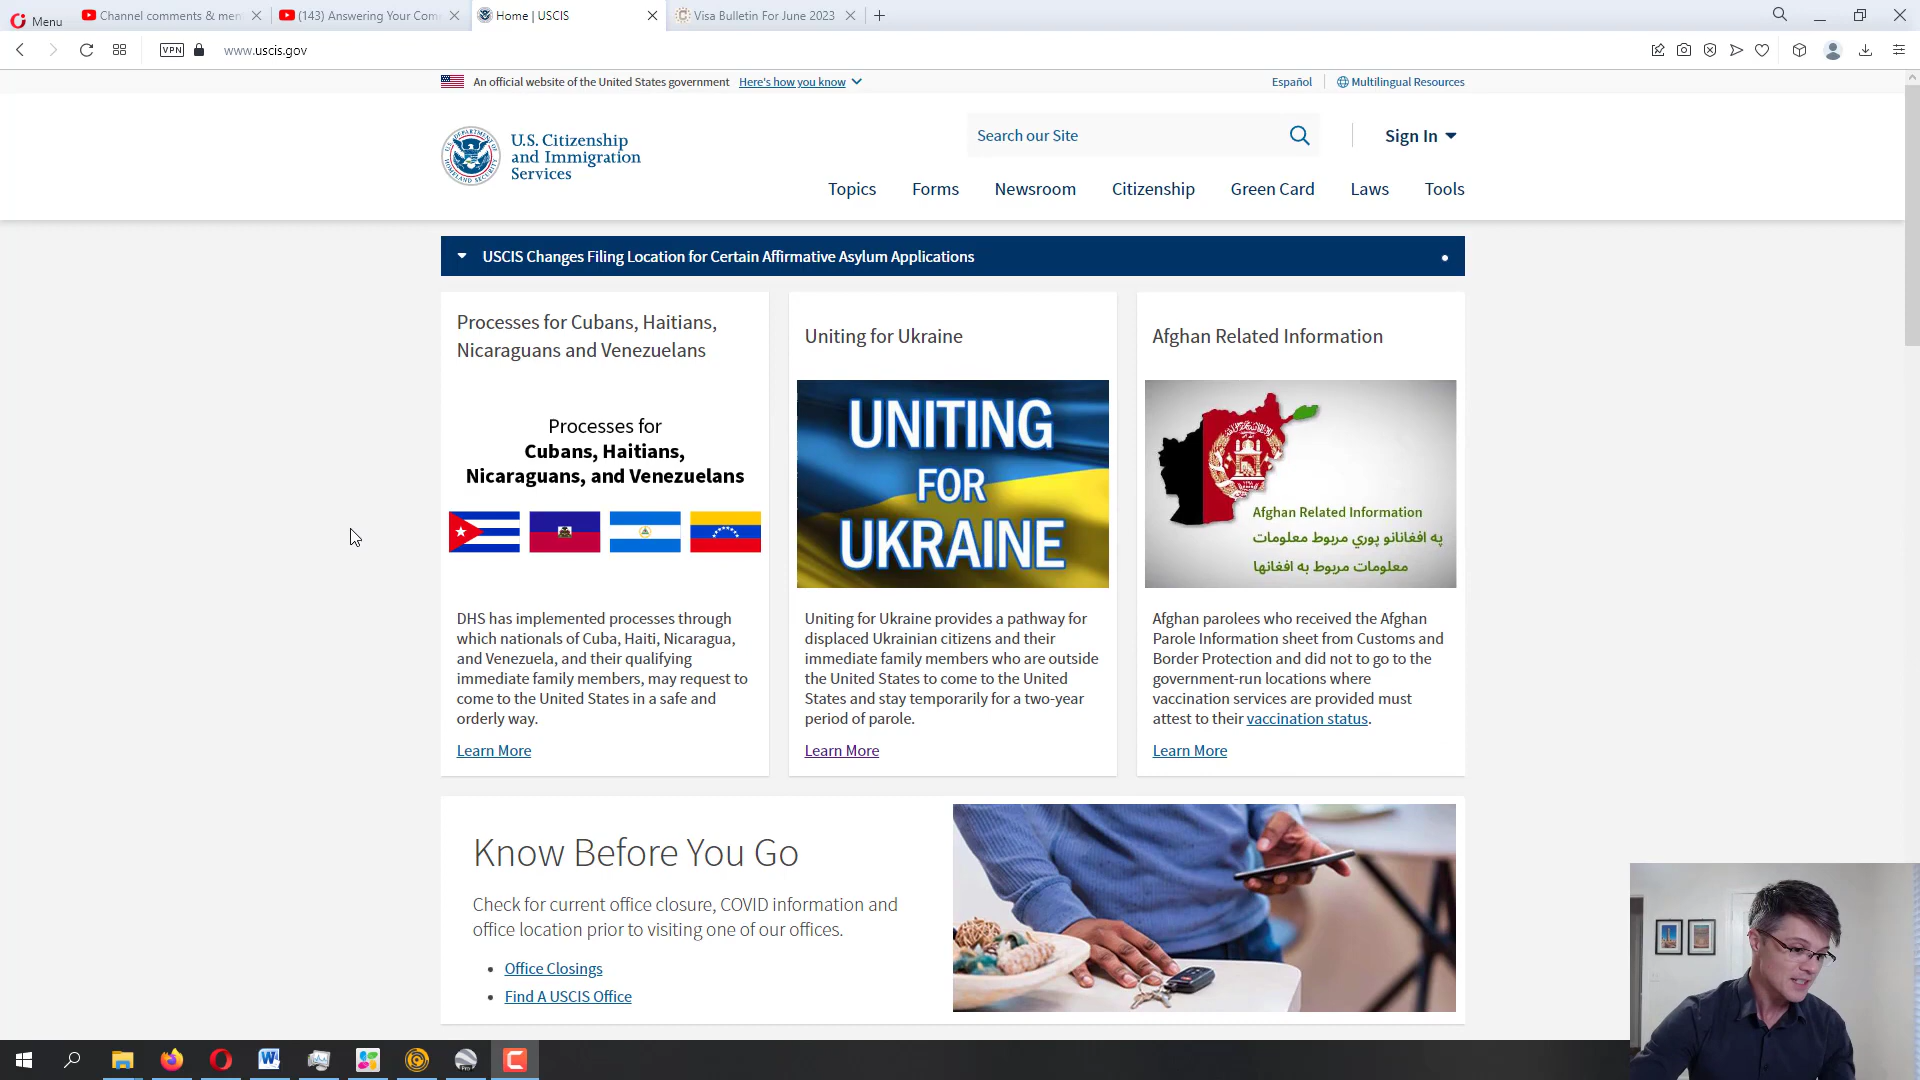 Menu
Channel comments & men
(143) Answering Your Com
Home | USCIS
Visa Bulletin For June 2023
VPN
www.uscis.gov
An official website of the United States government Here's how you know
Español
Multilingual Resources
U.S. Citizenship
and Immigration
Services
Search our Site
Sign In
Topics
Forms
Newsroom
Citizenship
Green Card
Laws
Tools
USCIS Changes Filing Location for Certain Affirmative Asylum Applications
Processes for Cubans, Haitians,
Nicaraguans and Venezuelans
Processes for
Cubans, Haitians,
Nicaraguans, and Venezuelans
DHS has implemented processes through
which nationals of Cuba, Haiti, Nicaragua,
and Venezuela, and their qualifying
immediate family members, may request to
come to the United States in a safe and
orderly way.
Learn More
Uniting for Ukraine
UNITING
FOR
UKRAINE
Uniting for Ukraine provides a pathway for
displaced Ukrainian citizens and their
immediate family members who are outside
the United States to come to the United
States and stay temporarily for a two-year
period of parole.
Learn More
Afghan Related Information
Afghan Related Information
په افغانانو پورې مربوط معلومات
معلومات مربوط به افغانها
Afghan parolees who received the Afghan
Parole Information sheet from Customs and
Border Protection and did not to go to the
government-run locations where
vaccination services are provided must
attest to their vaccination status.
Learn More
Know Before You Go
Check for current office closure, COVID information and
office location prior to visiting one of our offices.
Office Closings
Find A USCIS Office